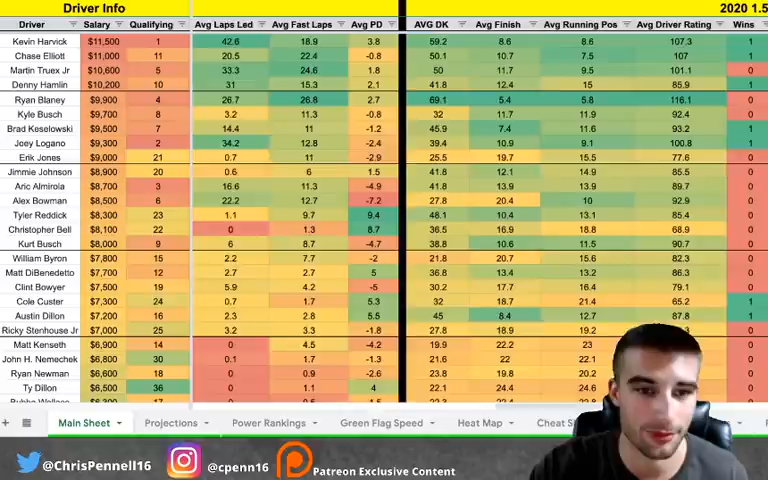 Driver Info 2020 1.5
Driver Salary Qualifying Avg Laps Led Avg Fast Laps Avg PD AVG DK Avg Finish Avg Running Pos Avg Driver Rating Wins
Kevin Harvick $11,500 1 42.6 18.9 3.8 59.2 8.6 8.6 107.3 1
Chase Elliott $11,000 11 20.5 22.4 -0.8 50.1 10.7 7.5 107 1
Martin Truex Jr $10,600 5 33.3 24.6 1.8 50 11.7 9.5 101.1 0
Denny Hamlin $10,200 10 31 15.3 2.1 41.8 12.4 15 85.9 1
Ryan Blaney $9,900 4 26.7 26.8 2.7 69.1 5.4 5.8 116.1 0
Kyle Busch $9,700 8 3.2 11.3 -0.8 32 11.7 11.9 92.4 0
Brad Keselowski $9,500 7 14.4 11 -1.2 45.9 7.4 11.6 93.2 1
Joey Logano $9,300 2 34.2 12.8 -2.4 39.4 10.9 9.1 100.8 1
Erik Jones $9,000 21 0.7 11 -2.9 25.5 19.7 15.5 77.6 0
Jimmie Johnson $8,900 20 0.6 6 1.5 41.8 12.1 14.9 85.5 0
Aric Almirola $8,700 3 16.6 11.3 -4.9 41.8 13.9 13.9 89.7 0
Alex Bowman $8,500 6 22.2 12.7 -7.2 27.8 20.4 10 92.9 0
Tyler Reddick $8,300 23 1.1 9.7 9.4 48.1 10.4 13.1 85.4 0
Christopher Bell $8,100 22 0 1.3 8.7 36.5 16.9 18.8 68.9 0
Kurt Busch $8,000 9 6 8.7 -4.7 38.8 10.6 11.5 90.7 0
William Byron $7,800 15 2.2 7.7 -2 21.8 20.7 15.6 82.3 0
Matt DiBenedetto $7,700 12 2.7 2.7 5 36.8 13.4 13.2 86.3 0
Clint Bowyer $7,500 19 5.9 4.2 -5 30.2 17.7 16.4 79.1 0
Cole Custer $7,300 24 0.7 1.7 5.3 32 18.7 21.4 65.2 1
Austin Dillon $7,200 16 2.3 2.8 5.5 45 8.4 12.7 87.8 1
Ricky Stenhouse Jr $7,000 25 3.2 3.3 -1.8 27.8 18.9 19.2 0
Matt Kenseth $6,900 14 0 4.5 -4.2 19.9 22.2 23 0
John H. Nemechek $6,800 30 0.1 1.7 -1.3 21.6 22 22.1 0
Ryan Newman $6,600 18 0 0.9 -2.6 23.8 19.8 20.2 0
Ty Dillon $6,500 36 0 1.1 4 22.1 24.4 24.6 0
Main Sheet Projections Power Rankings Green Flag Speed Heat Map Cheat
@ChrisPennell16 @cpenn16 Patreon Exclusive Content